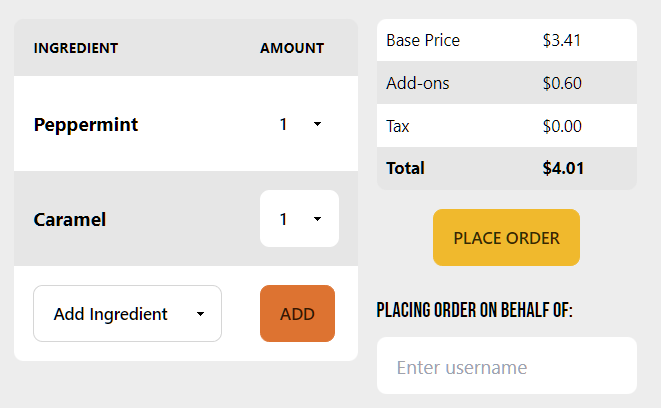 INGREDIENT AMOUNT
Peppermint 1
Caramel 1
Add Ingredient ADD
Base Price $3.41
Add-ons $0.60
Tax $0.00
Total $4.01
PLACE ORDER
PLACING ORDER ON BEHALF OF:
Enter username